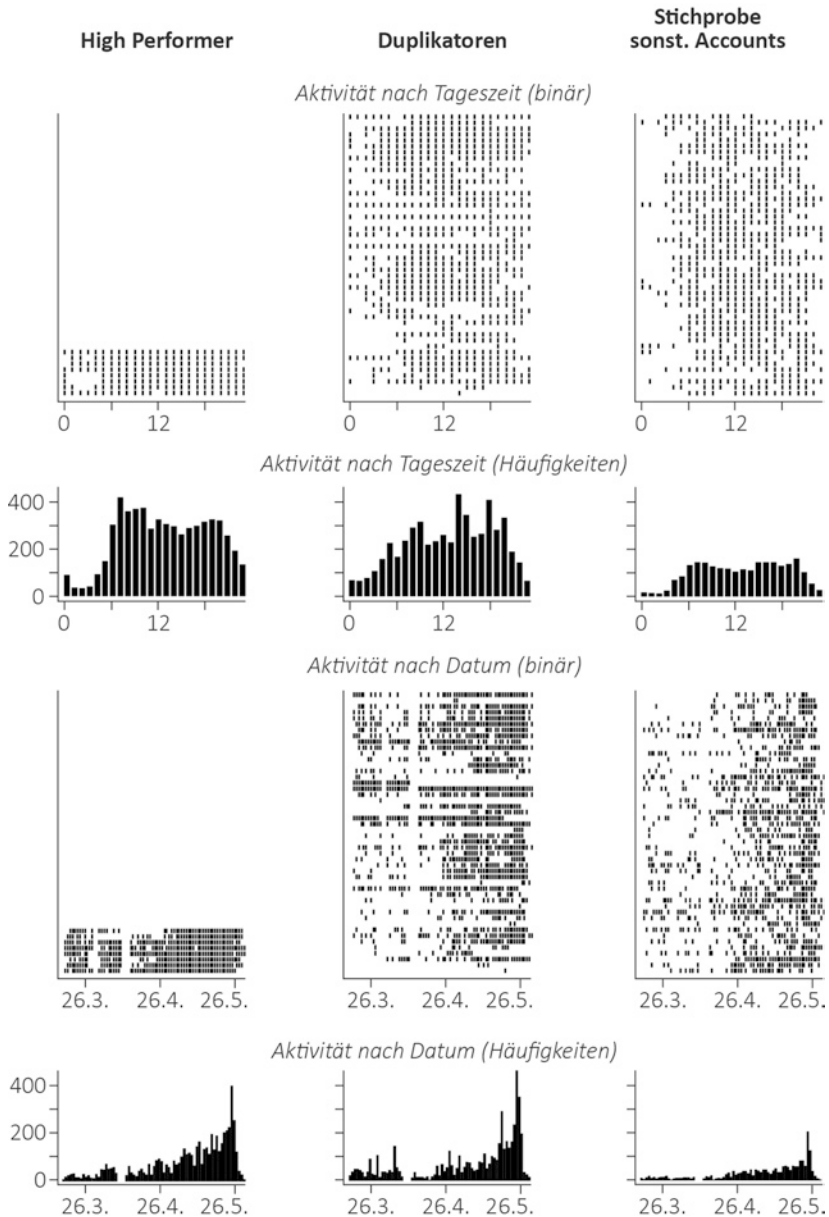 High Performer
Duplikatoren
Stichprobe
sonst. Accounts
Aktivität nach Tageszeit (binär)
0 12
0 12
0 12
Aktivität nach Tageszeit (Häufigkeiten)
400
200
0
0 12
0 12
0 12
Aktivität nach Datum (binär)
26.3. 26.4. 26.5.
26.3. 26.4. 26.5.
26.3. 26.4. 26.5.
Aktivität nach Datum (Häufigkeiten)
400
200
0
26.3. 26.4. 26.5.
26.3. 26.4. 26.5.
26.3. 26.4. 26.5.